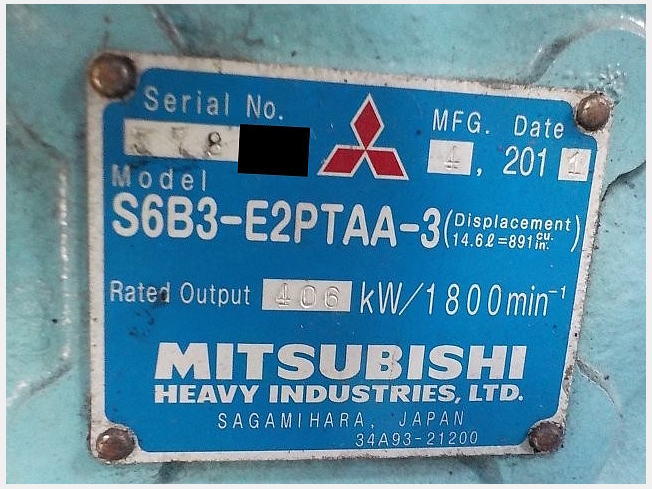 Serial No.
MFG. Date
4, 2011
Model
S6B3-E2PTAA-3 (Displacement 14.6ℓ=891 cu. in.)
Rated Output 406 kW/1800min⁻¹
MITSUBISHI
HEAVY INDUSTRIES, LTD.
SAGAMIHARA, JAPAN
34A93-21200